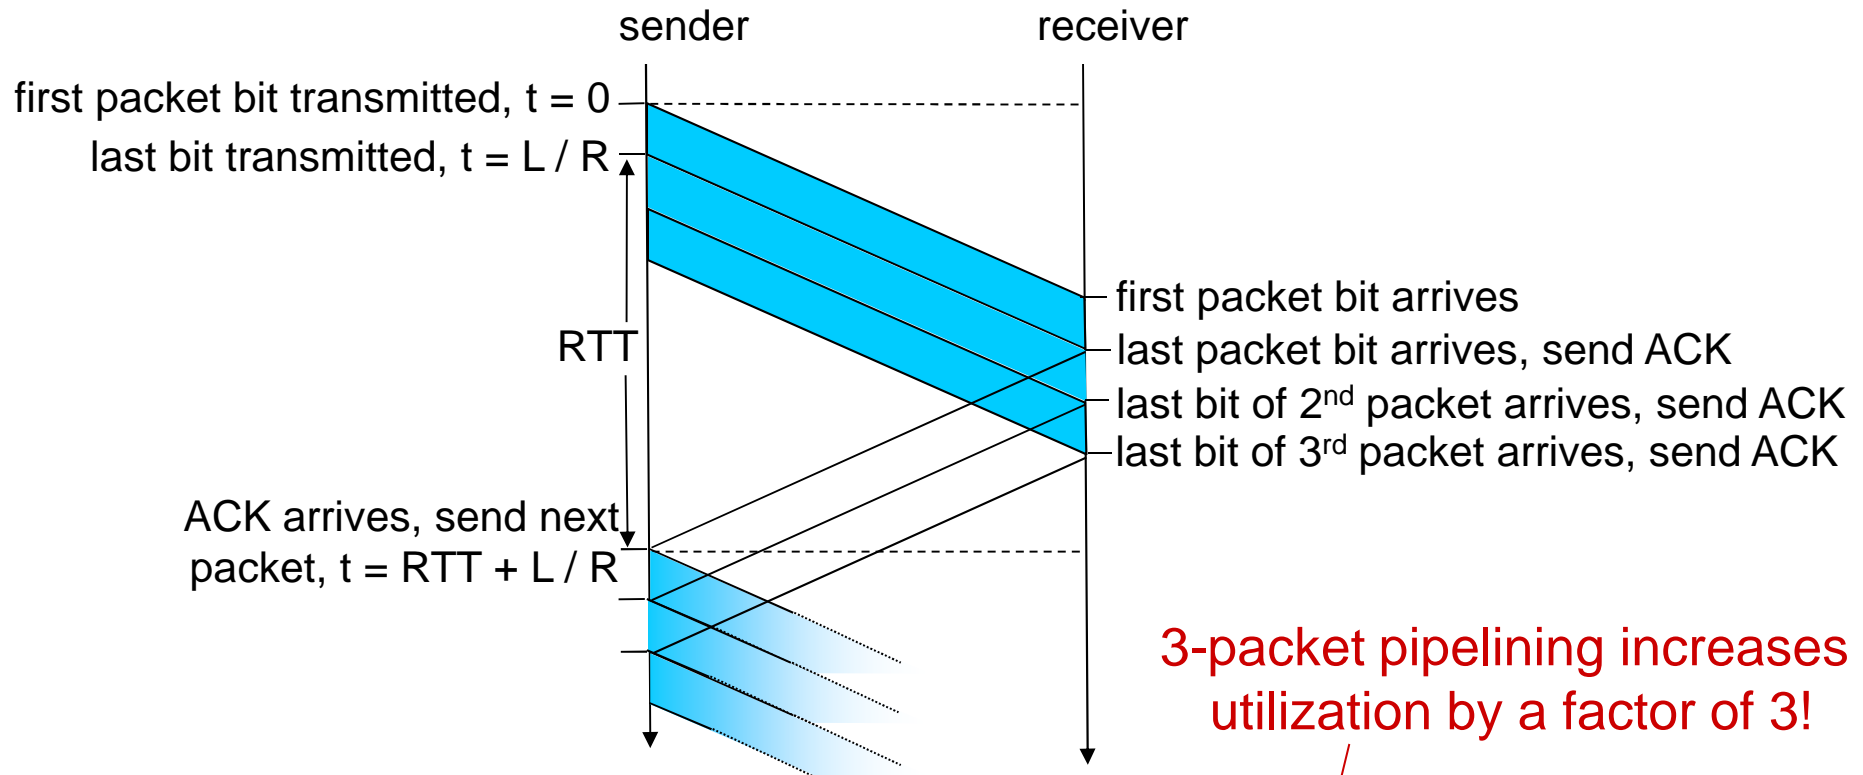 sender
receiver
first packet bit transmitted, t = 0
last bit transmitted, t = L / R
first packet bit arrives
RTT
last packet bit arrives, send ACK
last bit of 2nd packet arrives, send ACK
last bit of 3rd packet arrives, send ACK
ACK arrives, send next
packet, t = RTT + L / R
3-packet pipelining increases
utilization by a factor of 3!